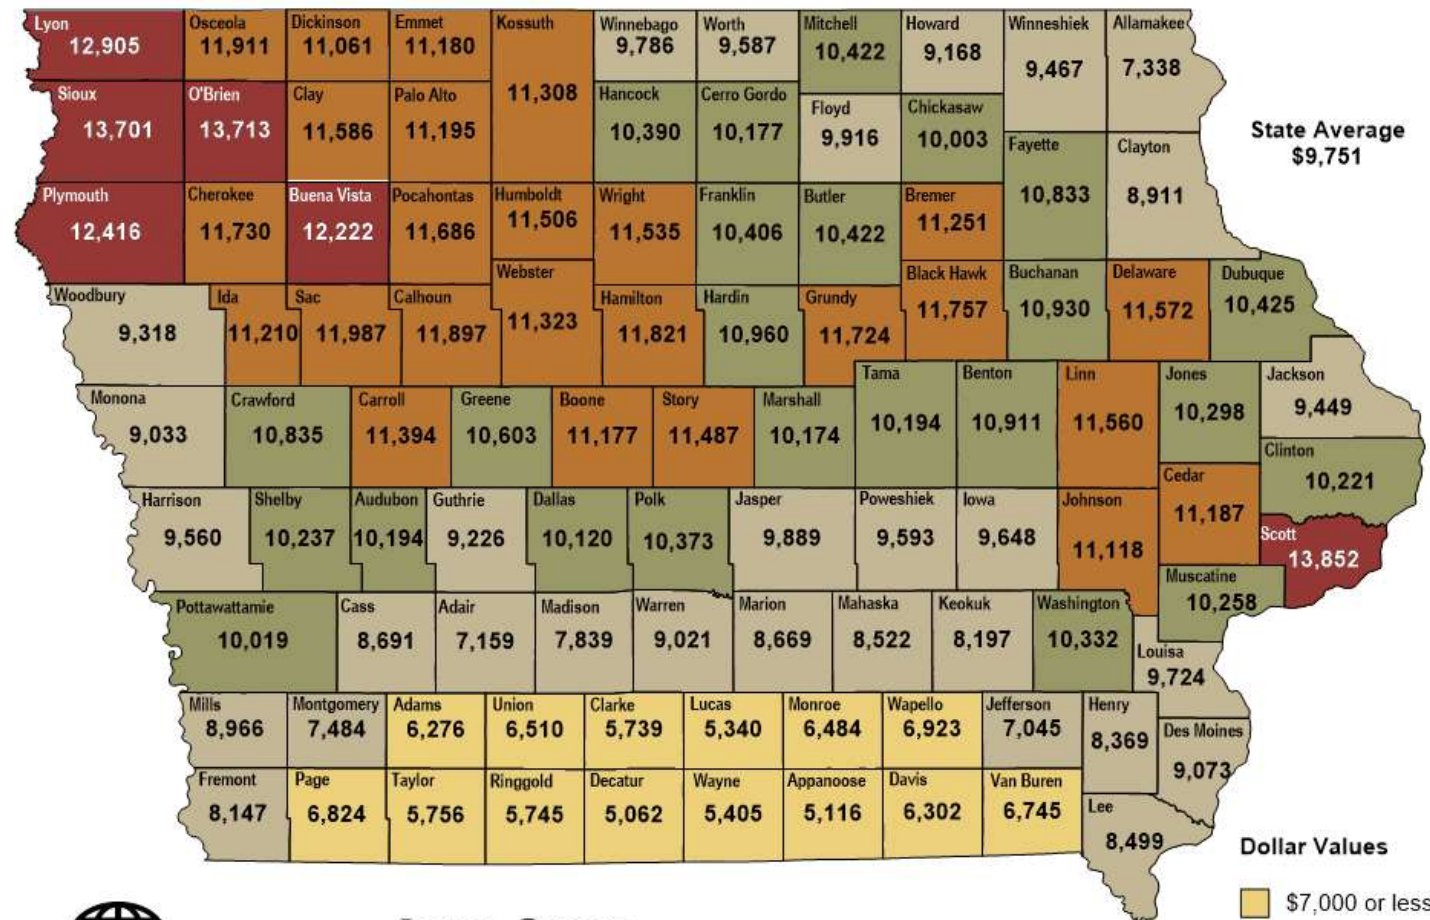 Lyon
12,905
Osceola
11,911
Dickinson
11,061
Emmet
11,180
Kossuth
11,308
Winnebago
9,786
Worth
9,587
Mitchell
10,422
Howard
9,168
Winneshiek
9,467
Allamakee
7,338
Sioux
13,701
O'Brien
13,713
Clay
11,586
Palo Alto
11,195
Hancock
10,390
Cerro Gordo
10,177
Floyd
9,916
Chickasaw
10,003
Fayette
10,833
Clayton
8,911
State Average
$9,751
Plymouth
12,416
Cherokee
11,730
Buena Vista
12,222
Pocahontas
11,686
Humboldt
11,506
Wright
11,535
Franklin
10,406
Butler
10,422
Bremer
11,251
Woodbury
9,318
Ida
11,210
Sac
11,987
Calhoun
11,897
Webster
11,323
Hamilton
11,821
Hardin
10,960
Grundy
11,724
Black Hawk
11,757
Buchanan
10,930
Delaware
11,572
Dubuque
10,425
Monona
9,033
Crawford
10,835
Carroll
11,394
Greene
10,603
Boone
11,177
Story
11,487
Marshall
10,174
Tama
10,194
Benton
10,911
Linn
11,560
Jones
10,298
Jackson
9,449
Clinton
10,221
Harrison
9,560
Shelby
10,237
Audubon
10,194
Guthrie
9,226
Dallas
10,120
Polk
10,373
Jasper
9,889
Poweshiek
9,593
Iowa
9,648
Johnson
11,118
Cedar
11,187
Scott
13,852
Muscatine
10,258
Pottawattamie
10,019
Cass
8,691
Adair
7,159
Madison
7,839
Warren
9,021
Marion
8,669
Mahaska
8,522
Keokuk
8,197
Washington
10,332
Louisa
9,724
Mills
8,966
Montgomery
7,484
Adams
6,276
Union
6,510
Clarke
5,739
Lucas
5,340
Monroe
6,484
Wapello
6,923
Jefferson
7,045
Henry
8,369
Des Moines
9,073
Fremont
8,147
Page
6,824
Taylor
5,756
Ringgold
5,745
Decatur
5,062
Wayne
5,405
Appanoose
5,116
Davis
6,302
Van Buren
6,745
Lee
8,499
Dollar Values
$7,000 or less